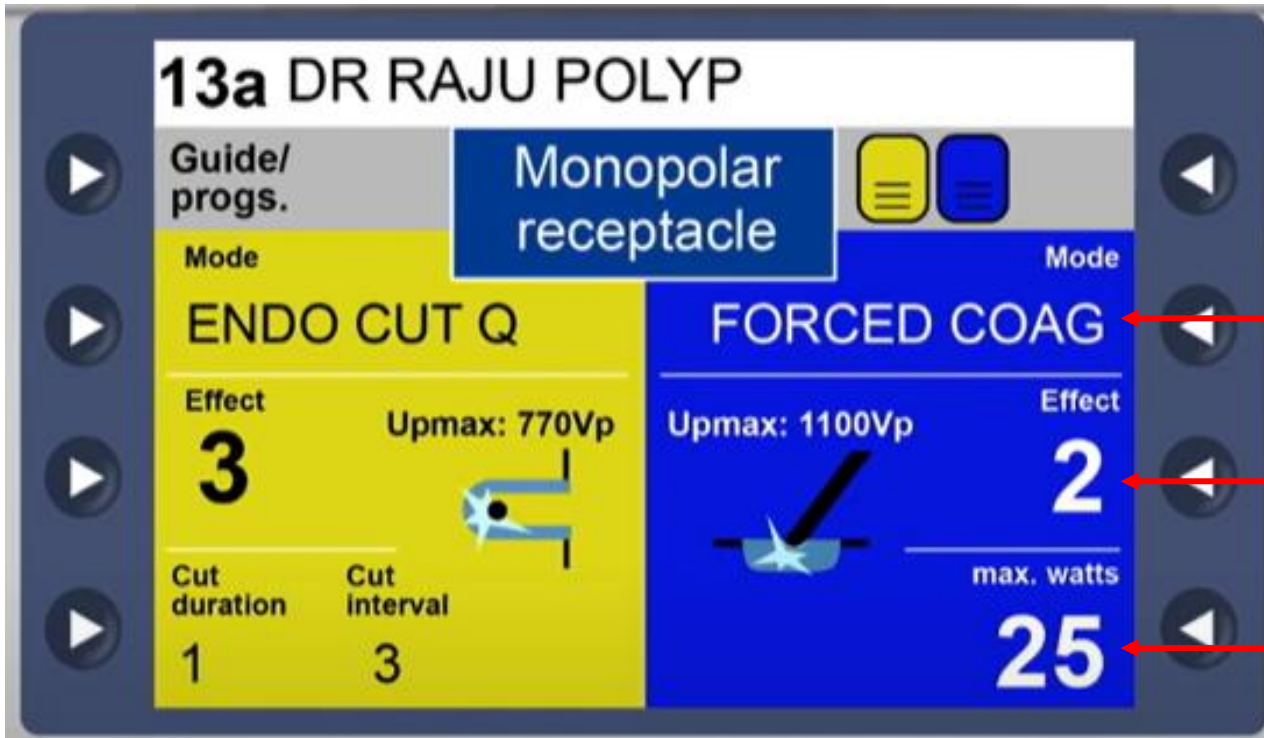 13a DR RAJU POLYP
Guide/
progs.
Monopolar
receptacle
Mode
ENDO CUT Q
Effect
3
Upmax: 770Vp
Cut
duration
1
Cut
interval
3
Mode
FORCED COAG
Upmax: 1100Vp
Effect
2
max. watts
25